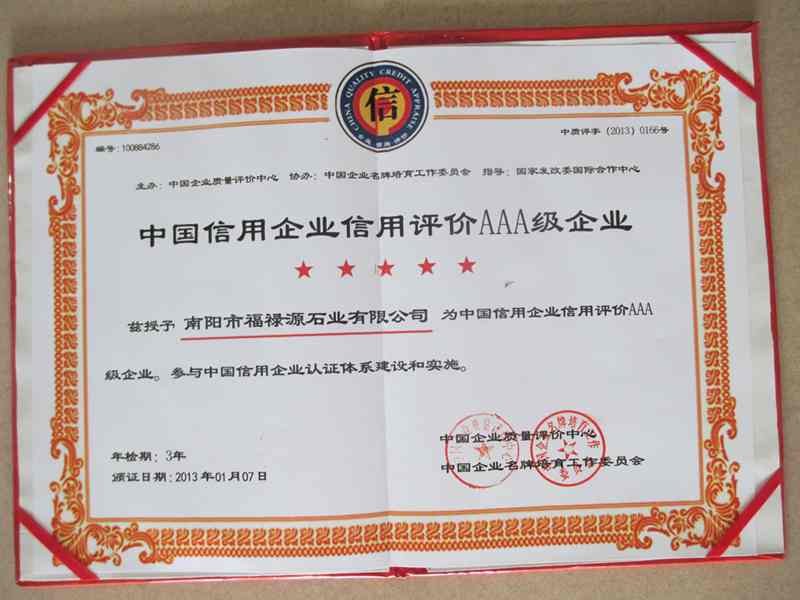 CHINA QUALITY CREDIT APPRAISE
信
编号:100884286
中质评字 (2013) 0166号
主办: 中国企业质量评价中心 协办: 中国企业名牌培育工作委员会 指导: 国家发改委国际合作中心
中国信用企业信用评价AAA级企业
兹授予 南阳市福禄源石业有限公司 为中国信用企业信用评价AAA
级企业。参与中国信用企业认证体系建设和实施。
年检期: 3年
颁证日期: 2013年01月07日
中国企业质量评价中心
中国企业名牌培育工作委员会